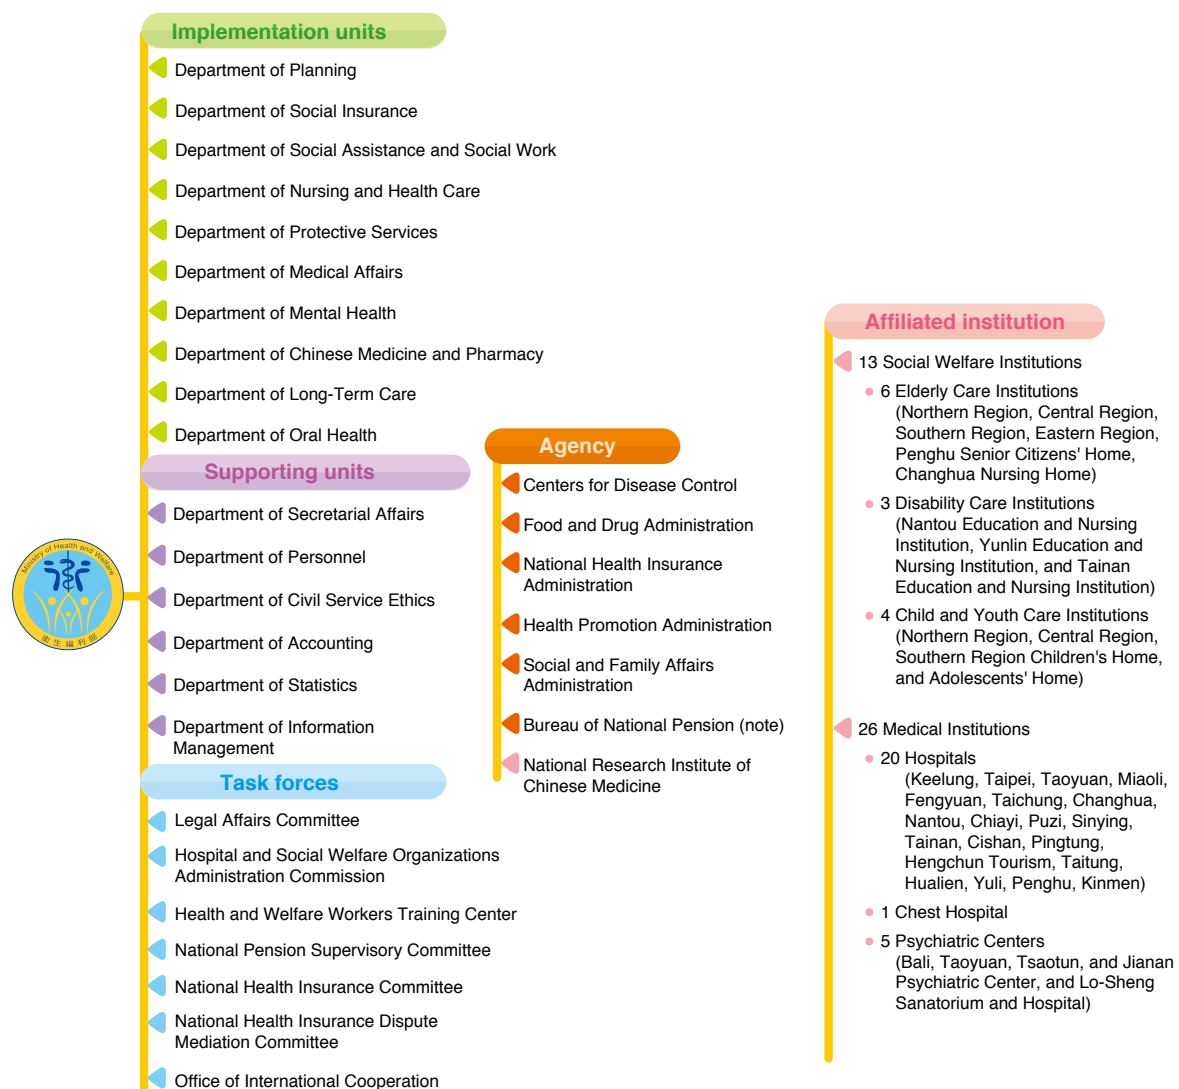 Implementation units
Department of Planning
Department of Social Insurance
Department of Social Assistance and Social Work
Department of Nursing and Health Care
Department of Protective Services
Department of Medical Affairs
Department of Mental Health
Department of Chinese Medicine and Pharmacy
Department of Long-Term Care
Department of Oral Health
Supporting units
Department of Secretarial Affairs
Department of Personnel
Department of Civil Service Ethics
Department of Accounting
Department of Statistics
Department of Information
Management
Task forces
Legal Affairs Committee
Hospital and Social Welfare Organizations
Administration Commission
Health and Welfare Workers Training Center
National Pension Supervisory Committee
National Health Insurance Committee
National Health Insurance Dispute
Mediation Committee
Office of International Cooperation
Ministry of Health and Welfare
衛生福利部
Agency
Centers for Disease Control
Food and Drug Administration
National Health Insurance
Administration
Health Promotion Administration
Social and Family Affairs
Administration
Bureau of National Pension (note)
National Research Institute of
Chinese Medicine
Affiliated institution
13 Social Welfare Institutions
6 Elderly Care Institutions
(Northern Region, Central Region,
Southern Region, Eastern Region,
Penghu Senior Citizens' Home,
Changhua Nursing Home)
3 Disability Care Institutions
(Nantou Education and Nursing
Institution, Yunlin Education and
Nursing Institution, and Tainan
Education and Nursing Institution)
4 Child and Youth Care Institutions
(Northern Region, Central Region,
Southern Region Children's Home,
and Adolescents' Home)
26 Medical Institutions
20 Hospitals
(Keelung, Taipei, Taoyuan, Miaoli,
Fengyuan, Taichung, Changhua,
Nantou, Chiayi, Puzi, Sinying,
Tainan, Cishan, Pingtung,
Hengchun Tourism, Taitung,
Hualien, Yuli, Penghu, Kinmen)
1 Chest Hospital
5 Psychiatric Centers
(Bali, Taoyuan, Tsaotun, and Jianan
Psychiatric Center, and Lo-Sheng
Sanatorium and Hospital)